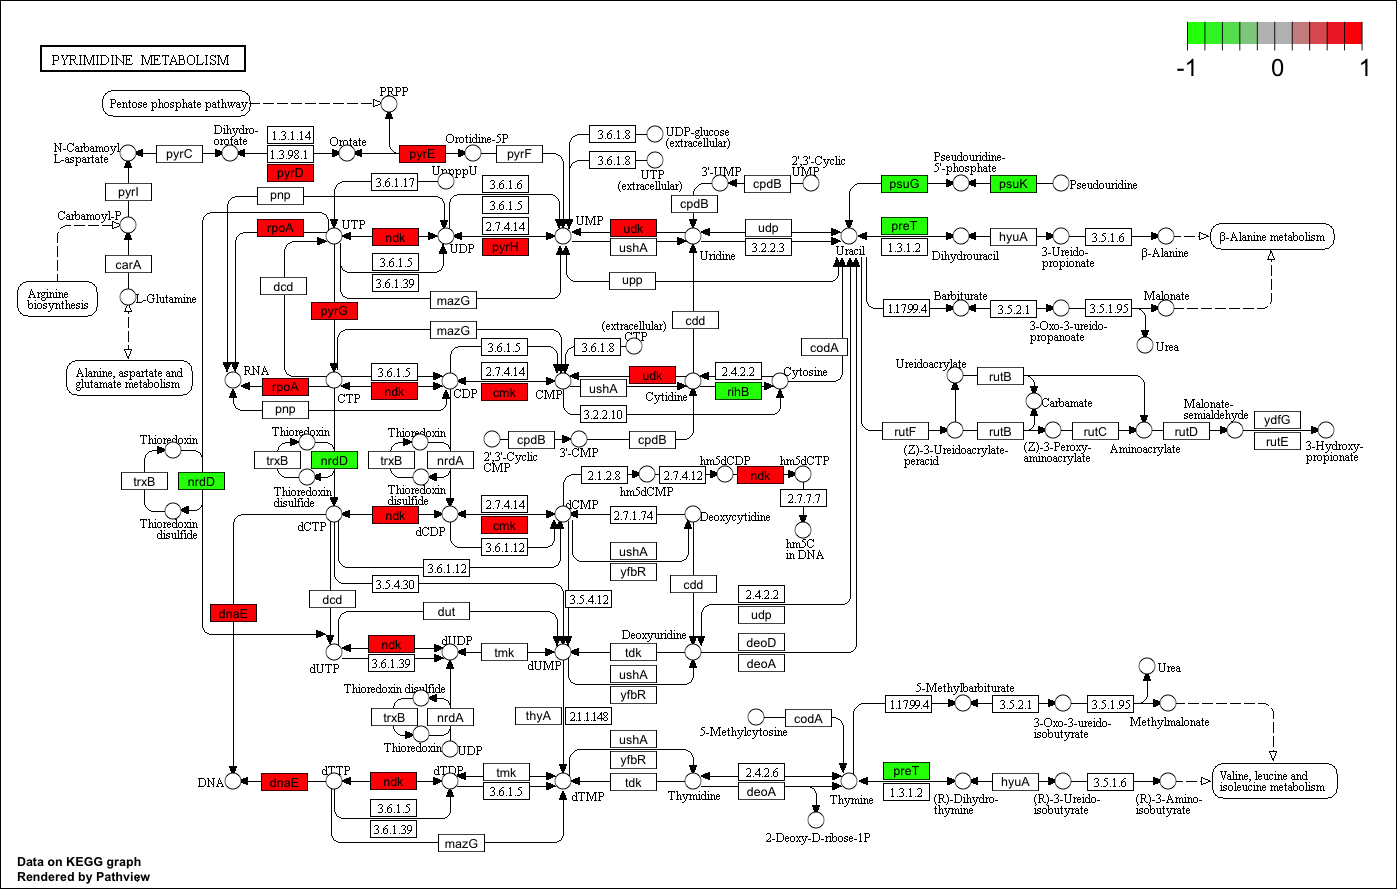 PYRIMIDINE METABOLISM
-1
0
1
Pentose phosphate pathway
PRPP
N-Carbamoyl
L-aspartate
pyrC
Dihydro-
orotate
1.3.1.14
1.3.98.1
pyrD
Orotate
pyrE
Orotidine-5P
pyrF
3.6.1.8
UDP-glucose
(extracellular)
3.6.1.8
UTP
(extracellular)
3'-UMP
cpdB
2',3'-Cyclic
UMP
psuG
Pseudouridine-
5'-phosphate
psuK
Pseudouridine
pyrI
pnp
3.6.1.17
UppppU
3.6.1.6
3.6.1.5
2.7.4.14
pyrH
cpdB
Carbamoyl-P
rpoA
UTP
ndk
UDP
UMP
udk
ushA
Uridine
udp
3.2.2.3
Uracil
preT
1.3.1.2
Dihydrouracil
hyuA
3-Ureido-
propionate
3.5.1.6
β-Alanine
β-Alanine metabolism
carA
3.6.1.5
3.6.1.39
dcd
mazG
upp
Arginine
biosynthesis
L-Glutamine
pyrG
1.1.799.4
Barbiturate
3.5.2.1
3-Oxo-3-ureido-
propanoate
3.5.1.95
Malonate
Urea
mazG
(extracellular)
CTP
3.6.1.8
cdd
codA
3.6.1.5
Alanine, aspartate and
glutamate metabolism
RNA
rpoA
pnp
CTP
3.6.1.5
ndk
CDP
2.7.4.14
cmk
CMP
udk
ushA
3.2.2.10
Cytidine
2.4.2.2
rihB
Cytosine
Ureidoacrylate
rutB
Carbamate
rutF
(Z)-3-Ureidoacrylate-
peracid
rutB
(Z)-3-Peroxy-
aminoacrylate
rutC
Aminoacrylate
rutD
Malonate-
semialdehyde
ydfG
rutE
3-Hydroxy-
propionate
Thioredoxin
trxB
nrdD
Thioredoxin
disulfide
Thioredoxin
trxB
nrdD
Thioredoxin
disulfide
Thioredoxin
trxB
nrdA
Thioredoxin
disulfide
cpdB
2',3'-Cyclic
CMP
3'-CMP
cpdB
2.1.2.8
hm5dCMP
2.7.4.12
hm5dCDP
ndk
hm5dCTP
2.7.7.7
hm5C
in DNA
dCTP
ndk
dCDP
2.7.4.14
cmk
3.6.1.12
dCMP
2.7.1.74
Deoxycytidine
ushA
yfbR
3.6.1.12
3.5.4.30
dcd
3.5.4.12
cdd
2.4.2.2
udp
dnaE
dut
dUTP
ndk
3.6.1.39
dUDP
tmk
dUMP
tdk
ushA
yfbR
Deoxyuridine
deoD
deoA
Thioredoxin disulfide
trxB
nrdA
Thioredoxin
UDP
thyA
2.1.1.148
5-Methylcytosine
codA
1.1.799.4
5-Methylbarbiturate
3.5.2.1
3-Oxo-3-ureido-
isobutyrate
3.5.1.95
Urea
Methylmalonate
DNA
dnaE
dTTP
ndk
3.6.1.5
3.6.1.39
dTDP
tmk
3.6.1.5
dTMP
ushA
yfbR
tdk
Thymidine
2.4.2.6
deoA
Thymine
2-Deoxy-D-ribose-1P
preT
1.3.1.2
(R)-Dihydro-
thymine
hyuA
(R)-3-Ureido-
isobutyrate
3.5.1.6
(R)-3-Amino-
isobutyrate
Valine, leucine and
isoleucine metabolism
mazG
Data on KEGG graph
Rendered by Pathview